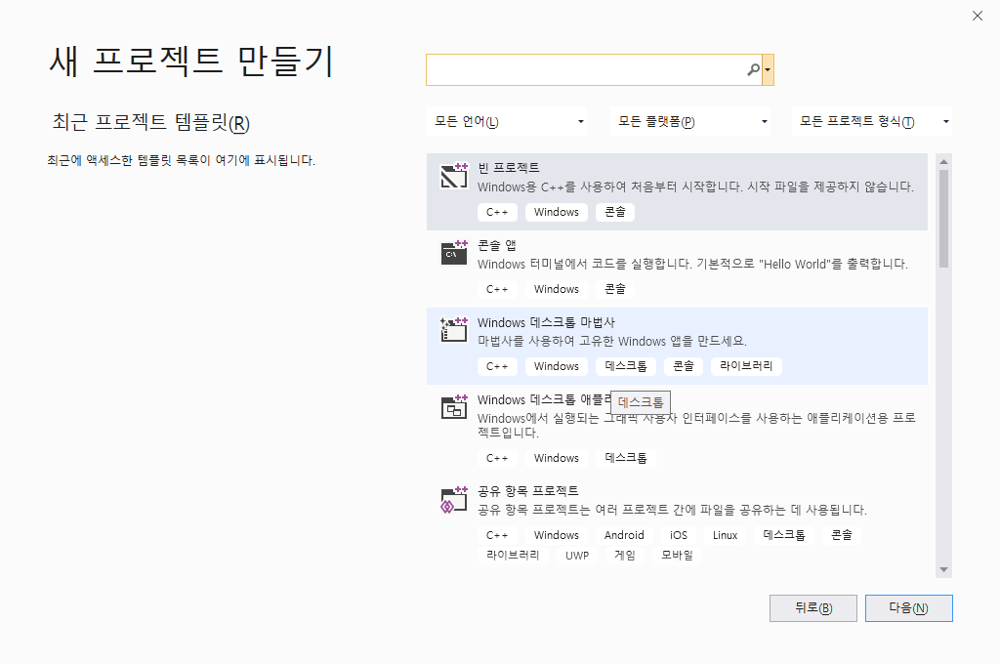 새 프로젝트 만들기
최근 프로젝트 템플릿(R)
최근에 액세스한 템플릿 목록이 여기에 표시됩니다.
모든 언어(L)
모든 플랫폼(P)
모든 프로젝트 형식(T)
빈 프로젝트
Windows용 C++를 사용하여 처음부터 시작합니다. 시작 파일을 제공하지 않습니다.
C++ Windows 콘솔
콘솔 앱
Windows 터미널에서 코드를 실행합니다. 기본적으로 "Hello World"를 출력합니다.
C++ Windows 콘솔
Windows 데스크톱 마법사
마법사를 사용하여 고유한 Windows 앱을 만드세요.
C++ Windows 데스크톱 콘솔 라이브러리
Windows 데스크톱
데스크톱
Windows에서 실행되는 그래픽 사용자 인터페이스를 사용하는 애플리케이션용 프로
젝트입니다.
C++ Windows 데스크톱
공유 항목 프로젝트
공유 항목 프로젝트는 여러 프로젝트 간에 파일을 공유하는 데 사용됩니다.
C++ Windows Android iOS Linux 데스크톱 콘솔
라이브러리 UWP 게임 모바일
뒤로(B)
다음(N)